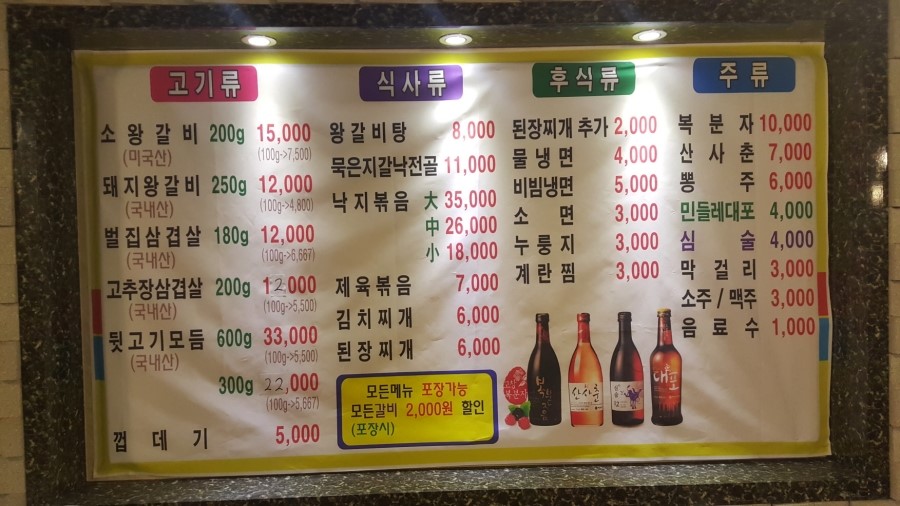 고기류
소 왕 갈 비 200g 15,000
(미국산) (100g->7,500)
돼지왕갈비 250g 12,000
(국내산) (100g->4,800)
벌집삼겹살 180g 12,000
(국내산) (100g->6,667)
고추장삼겹살 200g 12,000
(국내산) (100g->5,500)
뒷고기모듬 600g 33,000
(국내산) (100g->5,500)
300g 22,000
(100g->5,667)
껍 데 기 5,000
식사류
왕갈비탕 8,000
묵은지갈낙전골 11,000
낙지볶음 大 35,000
中 26,000
小 18,000
제육볶음 7,000
김치찌개 6,000
된장찌개 6,000
모든메뉴 포장가능
모든갈비 2,000원 할인
(포장시)
후식류
된장찌개 추가 2,000
물냉면 4,000
비빔냉면 5,000
소 면 3,000
누룽지 3,000
계란찜 3,000
주 류
복 분 자 10,000
산 사 춘 7,000
뽕 주 6,000
민들레대포 4,000
심 술 4,000
막 걸 리 3,000
소주 / 맥주 3,000
음 료 수 1,000
산사춘
대포